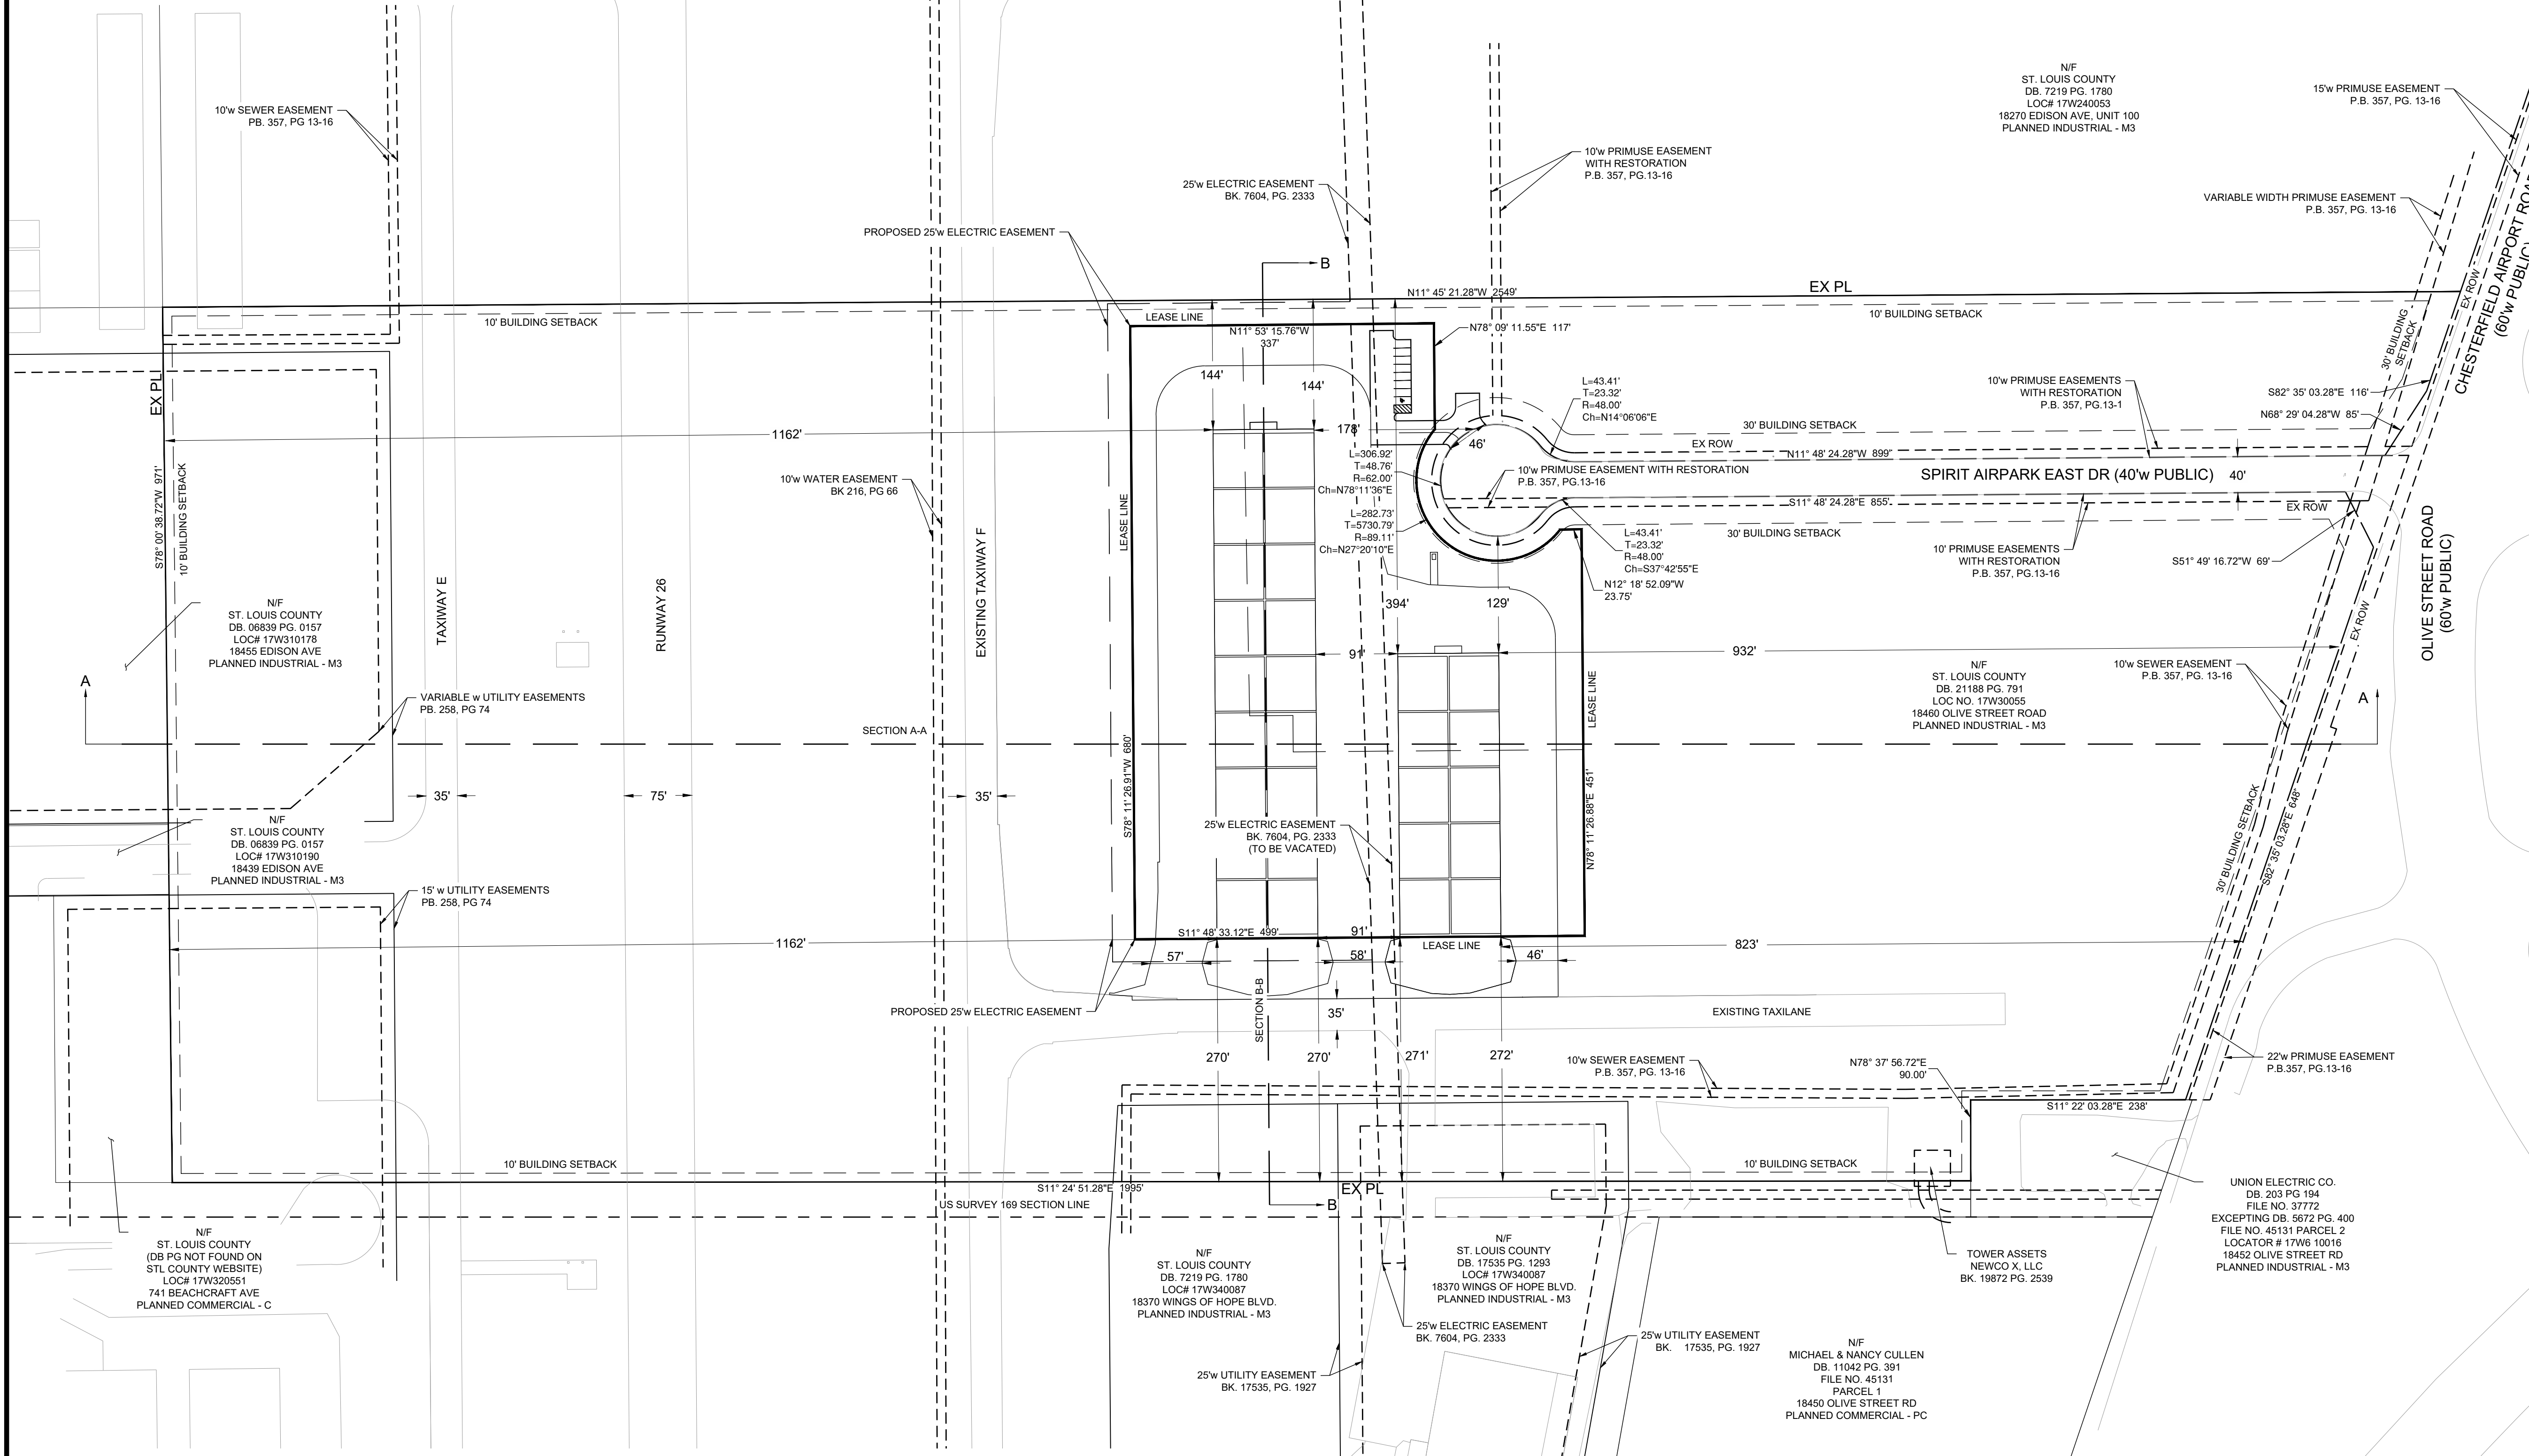 N/F
ST. LOUIS COUNTY
DB. 7219 PG. 1780
LOC# 17W240053
18270 EDISON AVE, UNIT 100
PLANNED INDUSTRIAL - M3
15'w PRIMUSE EASEMENT
P.B. 357, PG. 13-16
10'w SEWER EASEMENT
PB. 357, PG 13-16
10'w PRIMUSE EASEMENT
WITH RESTORATION
P.B. 357, PG.13-16
25'w ELECTRIC EASEMENT
BK. 7604, PG. 2333
VARIABLE WIDTH PRIMUSE EASEMENT
P.B. 357, PG. 13-16
PROPOSED 25'w ELECTRIC EASEMENT
B
CHESTERFIELD AIRPORT
(60'w PUBLIC)
EX ROW
EX PL
N11° 45' 21.28"W 2549'
10' BUILDING SETBACK
10' BUILDING SETBACK
LEASE LINE
N11° 53' 15.76"W
337'
N78° 09' 11.55"E 117'
30' BUILDING
SETBACK
144'
144'
L=43.41'
T=23.32'
R=48.00'
Ch=N14°06'06"E
10'w PRIMUSE EASEMENTS
WITH RESTORATION
P.B. 357, PG.13-1
S82° 35' 03.28"E 116'
N68° 29' 04.28"W 85'
EX PL
1162'
178'
46'
30' BUILDING SETBACK
EX ROW
N11° 48' 24.28"W 899'
L=306.92'
T=48.76'
R=62.00'
Ch=N78°11'36"E
10'w PRIMUSE EASEMENT WITH RESTORATION
P.B. 357, PG.13-16
SPIRIT AIRPARK EAST DR (40'w PUBLIC)
40'
S78° 00' 38.72"W 971'
10' BUILDING SETBACK
10'w WATER EASEMENT
BK 216, PG 66
LEASE LINE
S11° 48' 24.28"E 855'
EX ROW
L=282.73'
T=5730.79'
R=89.11'
Ch=N27°20'10"E
L=43.41'
T=23.32'
R=48.00'
Ch=S37°42'55"E
30' BUILDING SETBACK
10' PRIMUSE EASEMENTS
WITH RESTORATION
P.B. 357, PG.13-16
S51° 49' 16.72"W 69'
OLIVE STREET ROAD
(60'w PUBLIC)
N12° 18' 52.09"W
23.75'
N/F
ST. LOUIS COUNTY
DB. 06839 PG. 0157
LOC# 17W310178
18455 EDISON AVE
PLANNED INDUSTRIAL - M3
TAXIWAY E
RUNWAY 26
EXISTING TAXIWAY F
394'
129'
91'
932'
EX ROW
N/F
ST. LOUIS COUNTY
DB. 21188 PG. 791
LOC NO. 17W30055
18460 OLIVE STREET ROAD
PLANNED INDUSTRIAL - M3
10'w SEWER EASEMENT
P.B. 357, PG. 13-16
A
VARIABLE w UTILITY EASEMENTS
PB. 258, PG 74
LEASE LINE
A
SECTION A-A
S78° 11' 26.91"W 680'
N78° 11' 26.88"E 451'
35'
75'
35'
30' BUILDING SETBACK
S82° 35' 03.28"E 648'
N/F
ST. LOUIS COUNTY
DB. 06839 PG. 0157
LOC# 17W310190
18439 EDISON AVE
PLANNED INDUSTRIAL - M3
25'w ELECTRIC EASEMENT
BK. 7604, PG. 2333
(TO BE VACATED)
15' w UTILITY EASEMENTS
PB. 258, PG 74
1162'
S11° 48' 33.12"E 499'
91'
LEASE LINE
823'
57'
58'
46'
PROPOSED 25'w ELECTRIC EASEMENT
SECTION B-B
35'
EXISTING TAXILANE
270'
270'
271'
272'
10'w SEWER EASEMENT
P.B. 357, PG. 13-16
N78° 37' 56.72"E
90.00'
22'w PRIMUSE EASEMENT
P.B.357, PG.13-16
S11° 22' 03.28"E 238'
10' BUILDING SETBACK
10' BUILDING SETBACK
S11° 24' 51.28"E 1995'
EX PL
US SURVEY 169 SECTION LINE
B
UNION ELECTRIC CO.
DB. 203 PG 194
FILE NO. 37772
EXCEPTING DB. 5672 PG. 400
FILE NO. 45131 PARCEL 2
LOCATOR # 17W6 10016
18452 OLIVE STREET RD
PLANNED INDUSTRIAL - M3
N/F
ST. LOUIS COUNTY
(DB PG NOT FOUND ON
STL COUNTY WEBSITE)
LOC# 17W320551
741 BEACHCRAFT AVE
PLANNED COMMERCIAL - C
N/F
ST. LOUIS COUNTY
DB. 7219 PG. 1780
LOC# 17W340087
18370 WINGS OF HOPE BLVD.
PLANNED INDUSTRIAL - M3
N/F
ST. LOUIS COUNTY
DB. 17535 PG. 1293
LOC# 17W340087
18370 WINGS OF HOPE BLVD.
PLANNED INDUSTRIAL - M3
TOWER ASSETS
NEWCO X, LLC
BK. 19872 PG. 2539
25'w ELECTRIC EASEMENT
BK. 7604, PG. 2333
25'w UTILITY EASEMENT
BK. 17535, PG. 1927
25'w UTILITY EASEMENT
BK. 17535, PG. 1927
N/F
MICHAEL & NANCY CULLEN
DB. 11042 PG. 391
FILE NO. 45131
PARCEL 1
18450 OLIVE STREET RD
PLANNED COMMERCIAL - PC